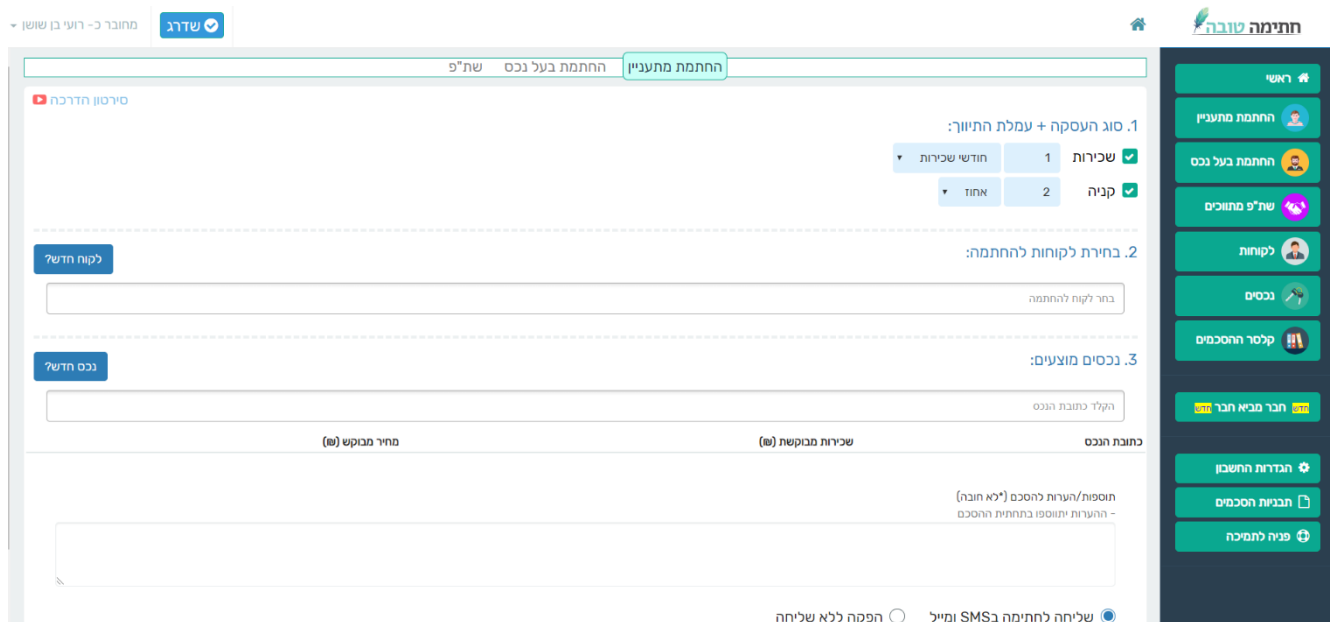 חתימה טובה
שדרג
מחובר כ- רועי בן שושן
ראשי
החתמת מתעניין
החתמת בעל נכס
שת"פ מתווכים
לקוחות
נכסים
קלסר ההסכמים
חדש חבר מביא חבר חדש
הגדרות החשבון
תבניות הסכמים
פניה לתמיכה
החתמת מתעניין החתמת בעל נכס שת"פ
סירטון הדרכה
1. סוג העסקה + עמלת התיווך:
שכירות 1 חודשי שכירות
קניה 2 אחוז
2. בחירת לקוחות להחתמה:
לקוח חדש?
בחר לקוח להחתמה
3. נכסים מוצעים:
נכס חדש?
הקלד כתובת הנכס
כתובת הנכס שכירות מבוקשת (₪) מחיר מבוקש (₪)
תוספות/הערות להסכם (*לא חובה)
- ההערות יתווספו בתחתית ההסכם
שליחה לחתימה בSMS ומייל הפקה ללא שליחה